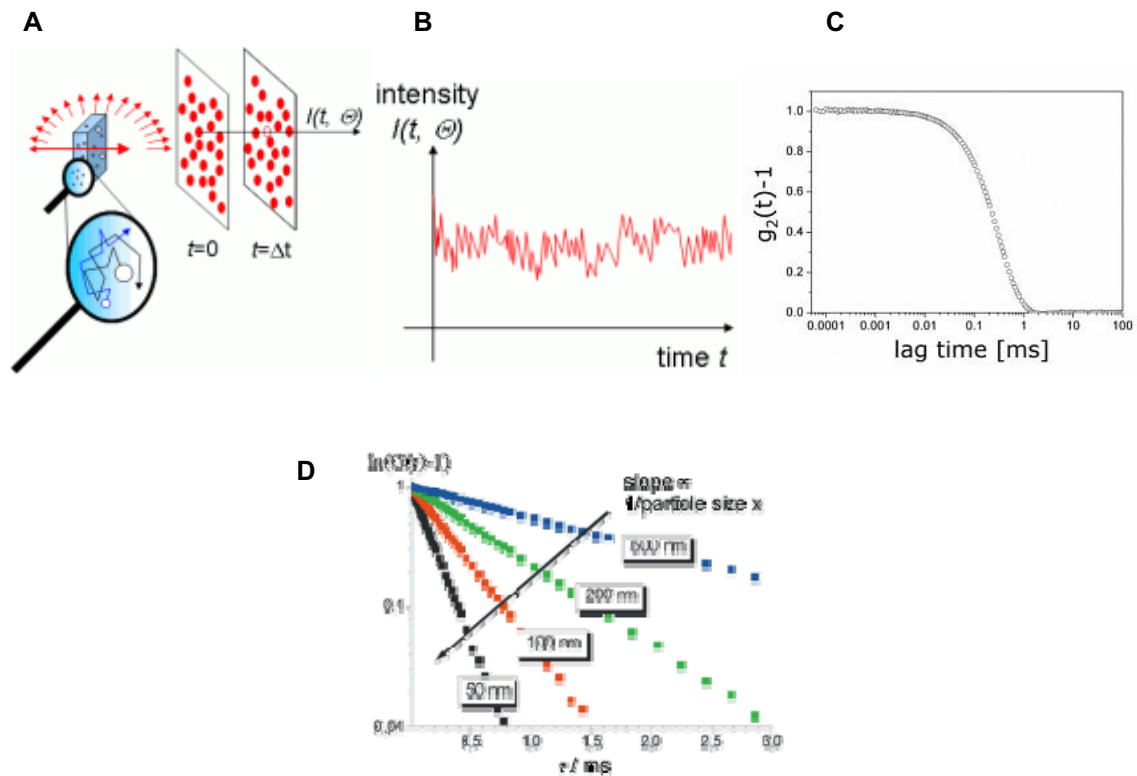 A
I(t, Θ)
t=0
t=Δt
B
intensity
I(t, Θ)
time t
C
g₂(t)-1
1.0
0.8
0.6
0.4
0.2
0.0
0.0001
0.001
0.01
0.1
1
10
100
lag time [ms]
D
1
0.1
0.01
slope ∝
1/particle size x
200 nm
100 nm
50 nm
0.5
1.0
1.5
2.0
2.5
3.0
τ / ms